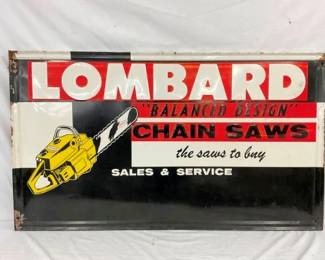 LOMBARD
"BALANCED DESIGN"
CHAIN SAWS
the saws to buy
SALES & SERVICE